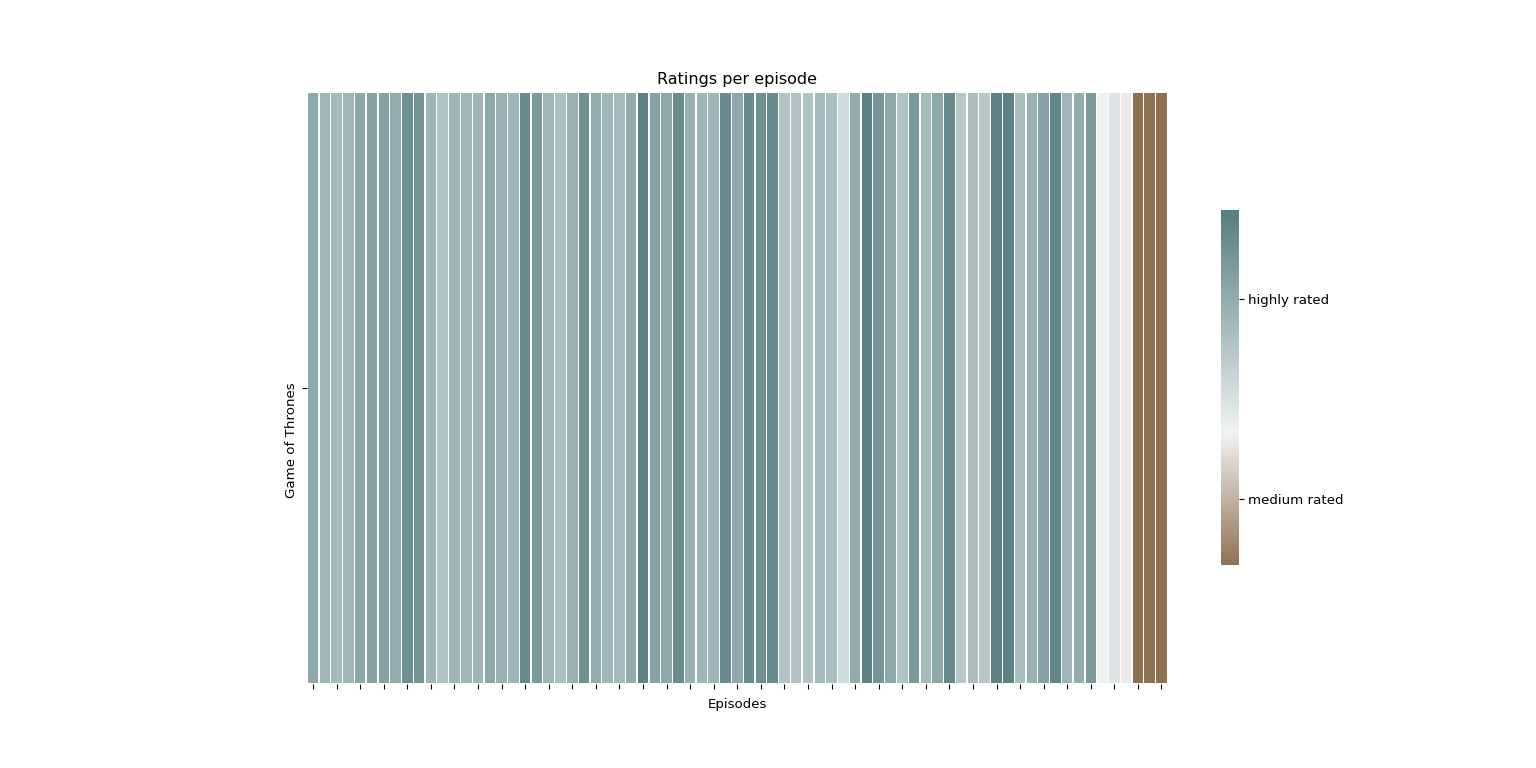 Ratings per episode
Game of Thrones
highly rated
medium rated
Episodes